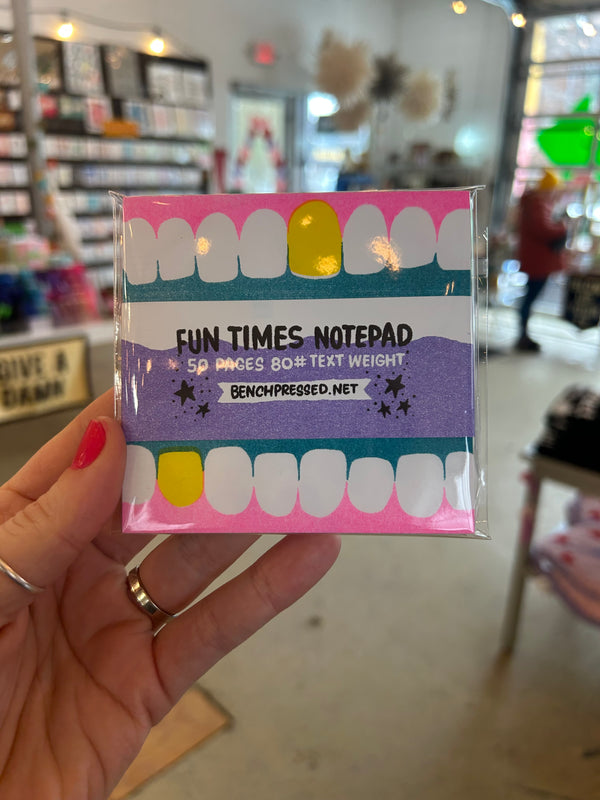 FUN TIMES NOTEPAD
50 PAGES 80# TEXT WEIGHT
BENCHPRESSED.NET
GIVE A
DAMN